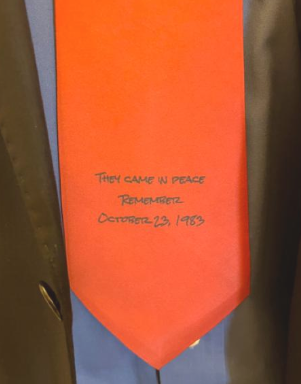 They came in peace
Remember
October 23, 1983